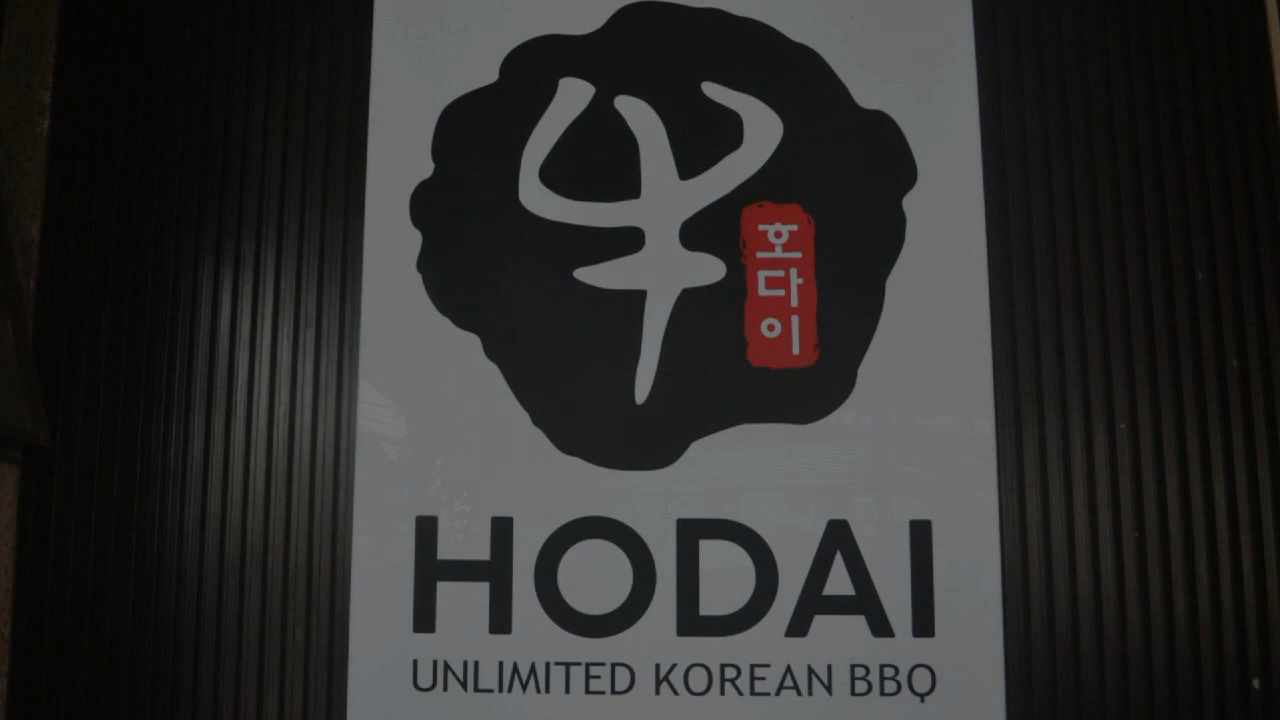 牛
호다이
HODAI
UNLIMITED KOREAN BBQ